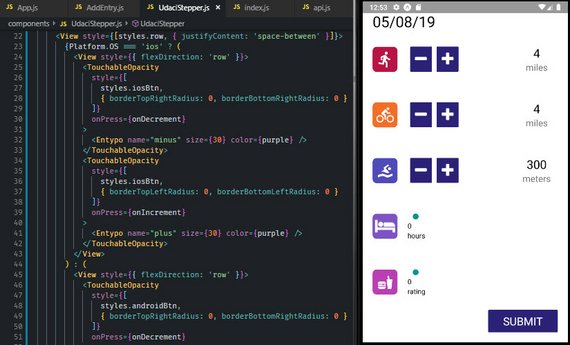 App.js
AddEntry.js
UdaciStepper.js ×
index.js
api.js
components > UdaciStepper.js > UdaciStepper
22 <View style={[styles.row, { justifyContent: 'space-between' }]}>
23 {Platform.OS === 'ios' ? (
24 <View style={{ flexDirection: 'row' }}>
25 <TouchableOpacity
26 style={[
27 styles.iosBtn,
28 { borderTopRightRadius: 0, borderBottomRightRadius: 0 }
29 ]}
30 onPress={onDecrement}
31 >
32 <Entypo name="minus" size={30} color={purple} />
33 </TouchableOpacity>
34 <TouchableOpacity
35 style={[
36 styles.iosBtn,
37 { borderTopLeftRadius: 0, borderBottomLeftRadius: 0 }
38 ]}
39 onPress={onIncrement}
40 >
41 <Entypo name="plus" size={30} color={purple} />
42 </TouchableOpacity>
43 </View>
44 ) : (
45 <View style={{ flexDirection: 'row' }}>
46 <TouchableOpacity
47 style={[
48 styles.androidBtn,
49 { borderTopRightRadius: 0, borderBottomRightRadius: 0 }
50 ]}
51 onPress={onDecrement}
12:53
05/08/19
4
miles
4
miles
300
meters
0
hours
0
rating
SUBMIT